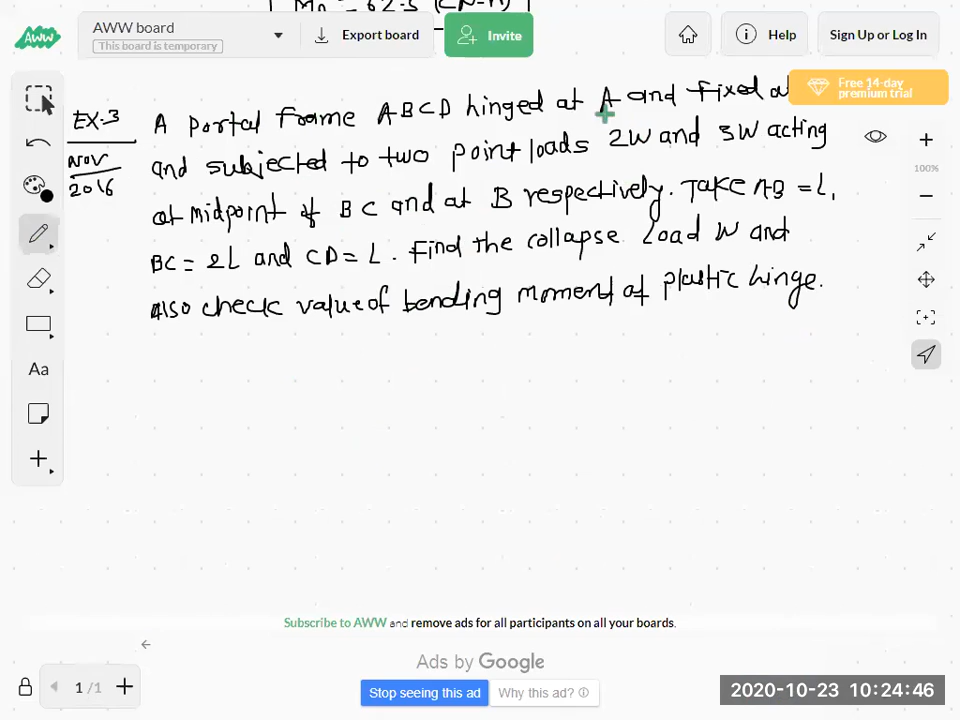 AWW board
This board is temporary
Export board
Invite
Help
Sign Up or Log In
Free 14-day
premium trial
EX-3
Nov
2016
A Portal frame ABCD hinged at A and fixed
and subjected to two point loads 2W and 3W acting
at midpoint of BC and at B respectively. Take AB = L,
BC = 2L and CD = L. Find the collapse Load W and
also check value of bending moment at plastic hinge.
100%
Aa
Subscribe to AWW and remove ads for all participants on all your boards.
1 / 1
Ads by Google
Stop seeing this ad
Why this ad?
2020-10-23 10:24:46